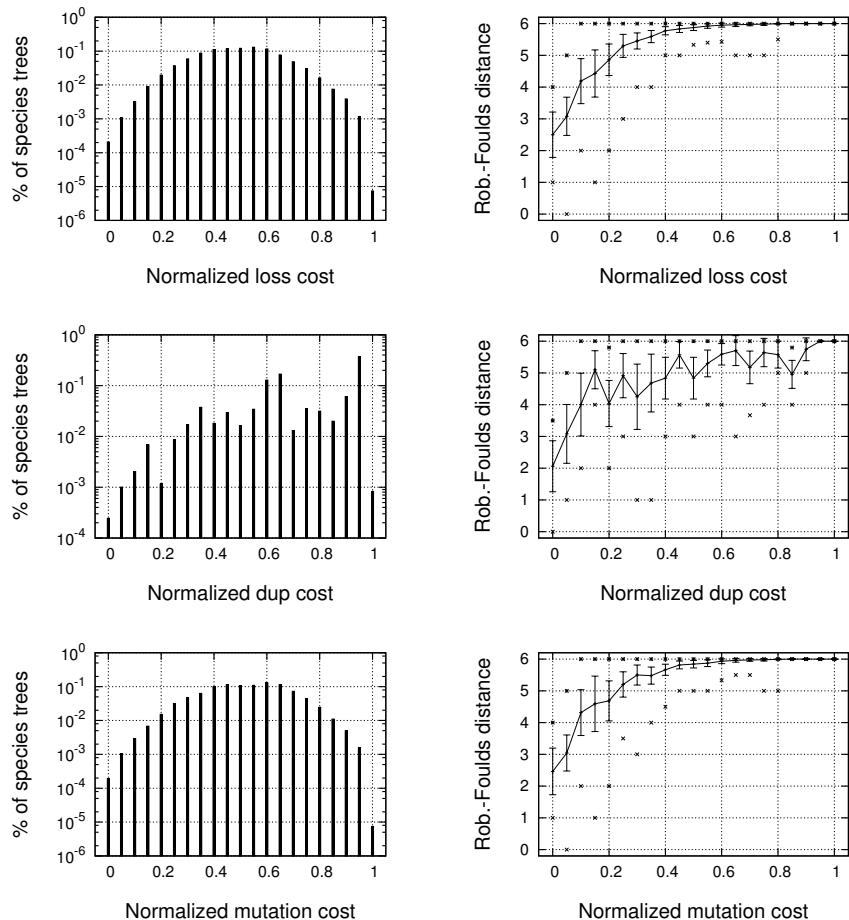 % of species trees
10^0
10^-1
10^-2
10^-3
10^-4
10^-5
10^-6
0 0.2 0.4 0.6 0.8 1
Normalized loss cost
Rob.-Foulds distance
6
5
4
3
2
1
0
0 0.2 0.4 0.6 0.8 1
Normalized loss cost
% of species trees
10^0
10^-1
10^-2
10^-3
10^-4
0 0.2 0.4 0.6 0.8 1
Normalized dup cost
Rob.-Foulds distance
6
5
4
3
2
1
0
0 0.2 0.4 0.6 0.8 1
Normalized dup cost
% of species trees
10^0
10^-1
10^-2
10^-3
10^-4
10^-5
10^-6
0 0.2 0.4 0.6 0.8 1
Normalized mutation cost
Rob.-Foulds distance
6
5
4
3
2
1
0
0 0.2 0.4 0.6 0.8 1
Normalized mutation cost